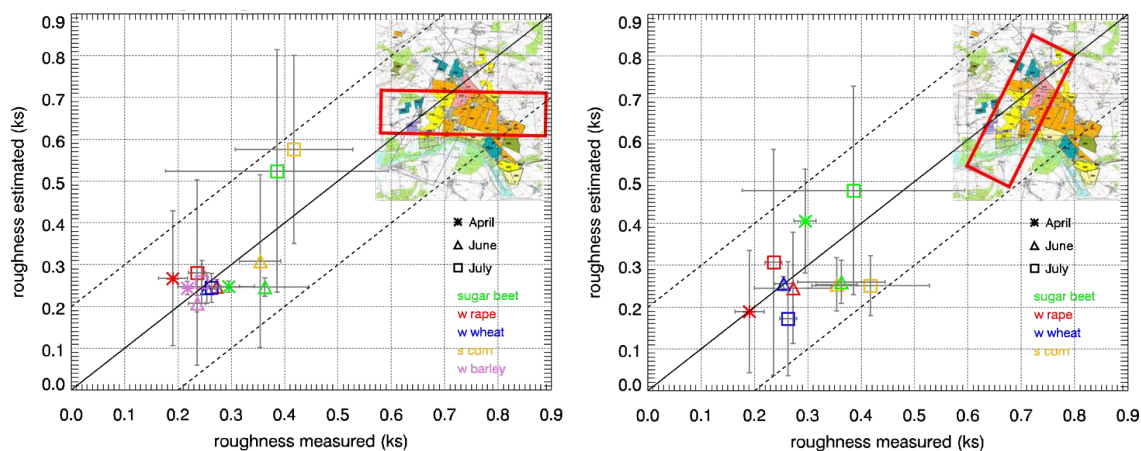 0.9
0.8
0.7
0.6
0.5
0.4
0.3
0.2
0.1
0.0
roughness estimated (ks)
April
June
July
sugar beet
w rape
w wheat
s corn
w barley
0.0 0.1 0.2 0.3 0.4 0.5 0.6 0.7 0.8 0.9
roughness measured (ks)
0.9
0.8
0.7
0.6
0.5
0.4
0.3
0.2
0.1
0.0
roughness estimated (ks)
April
June
July
sugar beet
w rape
w wheat
s corn
0.0 0.1 0.2 0.3 0.4 0.5 0.6 0.7 0.8 0.9
roughness measured (ks)